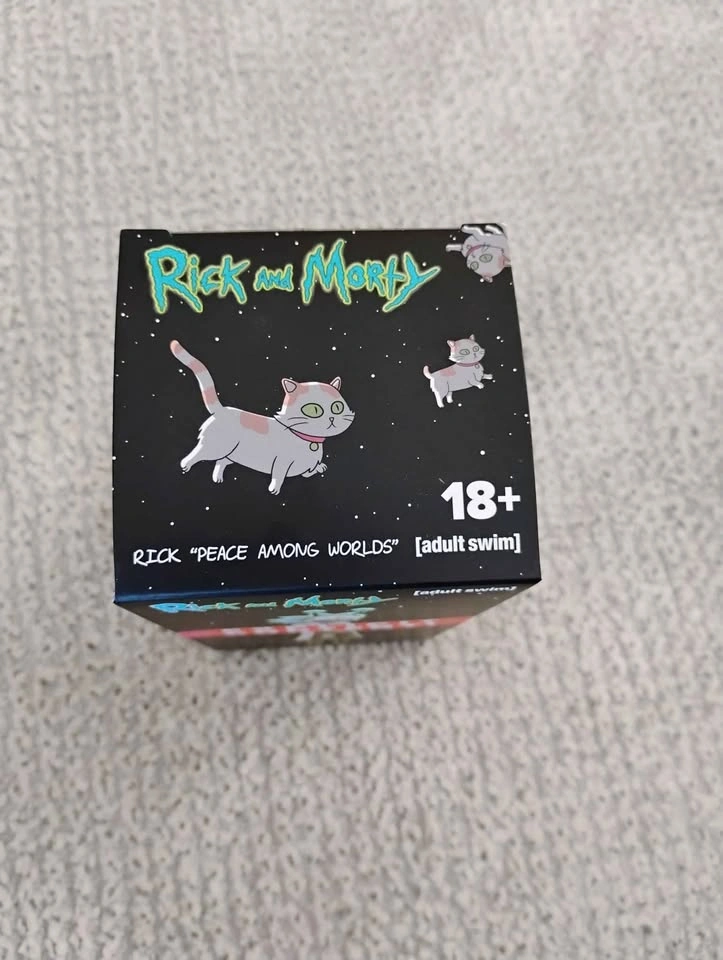 Rick and Morty
18+
RICK "PEACE AMONG WORLDS" [adult swim]
Rick and Morty [adult swim]